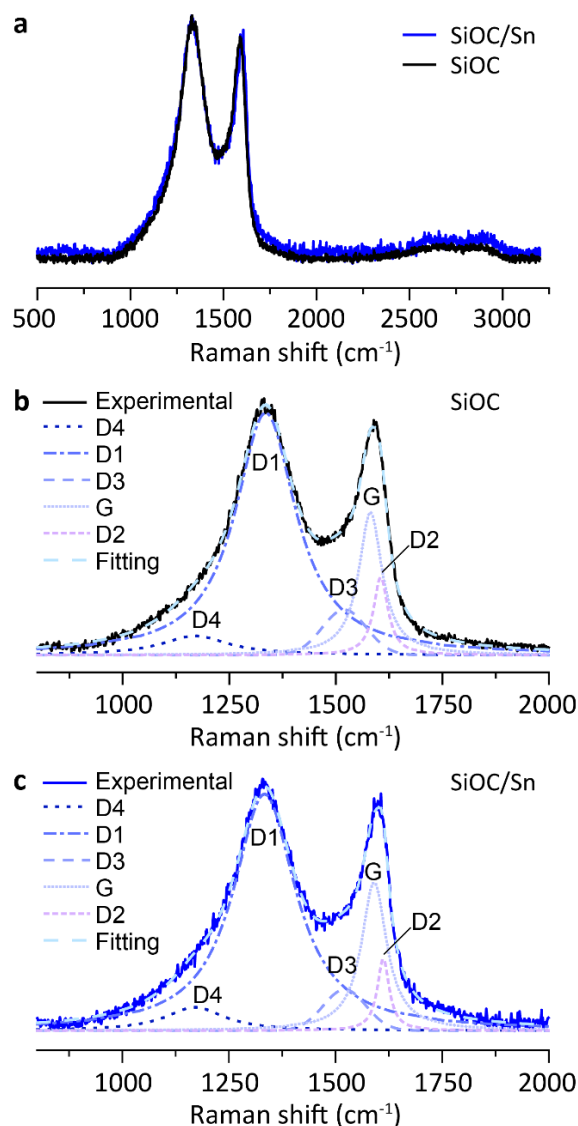 a
SiOC/Sn
SiOC
500 1000 1500 2000 2500 3000
Raman shift (cm⁻¹)
b
Experimental
SiOC
D4
D1
D3
G
D2
Fitting
D1
G
D2
D3
D4
1000 1250 1500 1750 2000
Raman shift (cm⁻¹)
c
Experimental
SiOC/Sn
D4
D1
D3
G
D2
Fitting
D1
G
D2
D3
D4
1000 1250 1500 1750 2000
Raman shift (cm⁻¹)